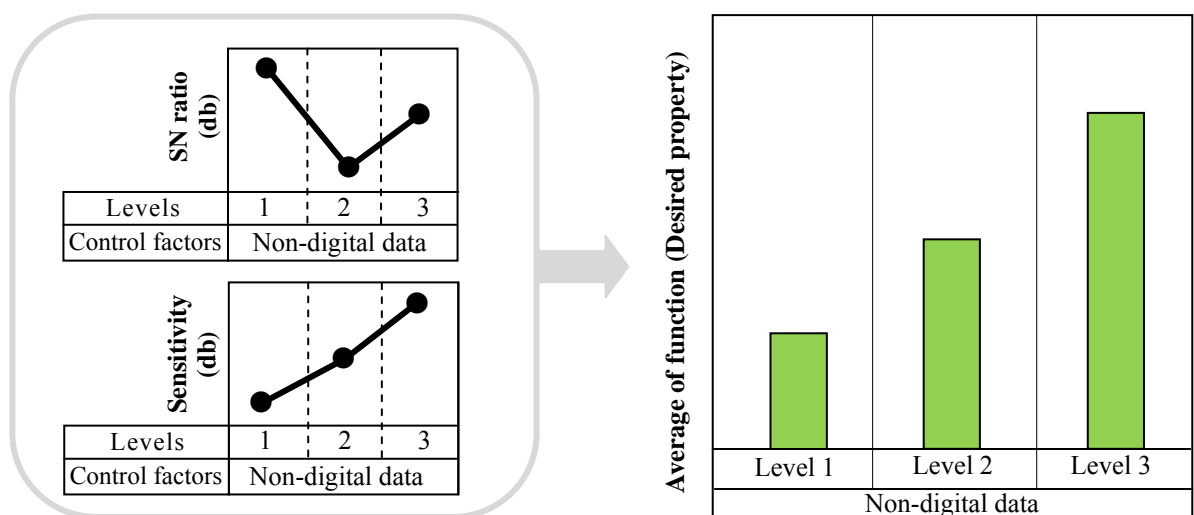 SN ratio
(db)
Levels 1 2 3
Control factors Non-digital data
Sensitivity
(db)
Levels 1 2 3
Control factors Non-digital data
Average of function (Desired property)
Level 1 Level 2 Level 3
Non-digital data